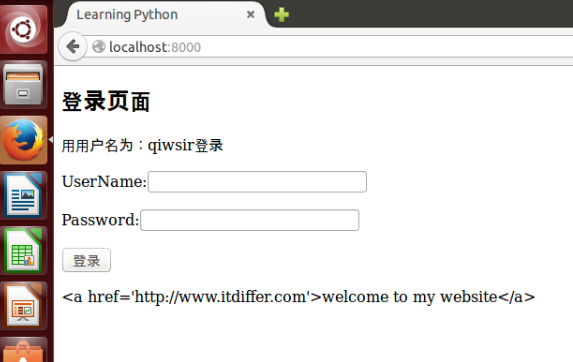 Learning Python
localhost:8000
登录页面
用用户名为：qiwsir登录
UserName:
Password:
登录
<a href='http://www.itdiffer.com'>welcome to my website</a>